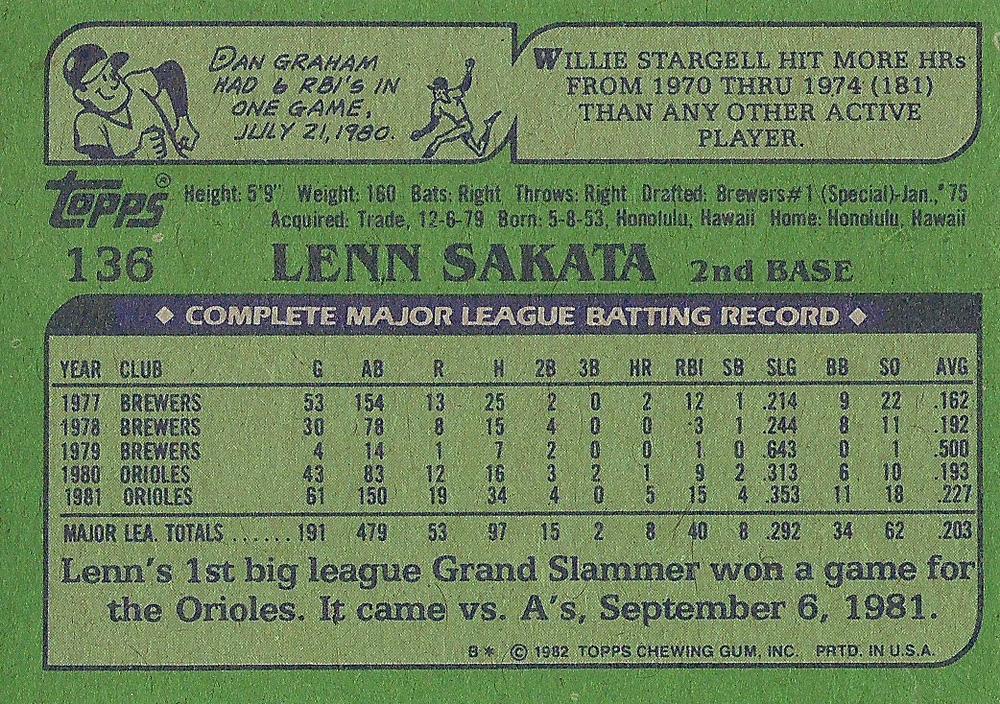 DAN GRAHAM
HAD 6 RBI'S IN
ONE GAME,
JULY 21, 1980.
WILLIE STARGELL HIT MORE HRs
FROM 1970 THRU 1974 (181)
THAN ANY OTHER ACTIVE
PLAYER.
Topps®
Height: 5'9" Weight: 160 Bats: Right Throws: Right Drafted: Brewers#1 (Special)-Jan., '75
Acquired: Trade, 12-6-79 Born: 5-8-53, Honolulu, Hawaii Home: Honolulu, Hawaii
136 LENN SAKATA 2nd BASE
◆ COMPLETE MAJOR LEAGUE BATTING RECORD ◆
YEAR CLUB G AB R H 2B 3B HR RBI SB SLG BB SO AVG
1977 BREWERS 53 154 13 25 2 0 2 12 1 .214 9 22 .162
1978 BREWERS 30 78 8 15 4 0 0 3 1 .244 8 11 .192
1979 BREWERS 4 14 1 7 2 0 0 1 0 .643 0 1 .500
1980 ORIOLES 43 83 12 16 3 2 1 9 2 .313 6 10 .193
1981 ORIOLES 61 150 19 34 4 0 5 15 4 .353 11 18 .227
MAJOR LEA. TOTALS ...... 191 479 53 97 15 2 8 40 8 .292 34 62 .203
Lenn's 1st big league Grand Slammer won a game for
the Orioles. It came vs. A's, September 6, 1981.
B* © 1982 TOPPS CHEWING GUM, INC. PRTD. IN U.S.A.